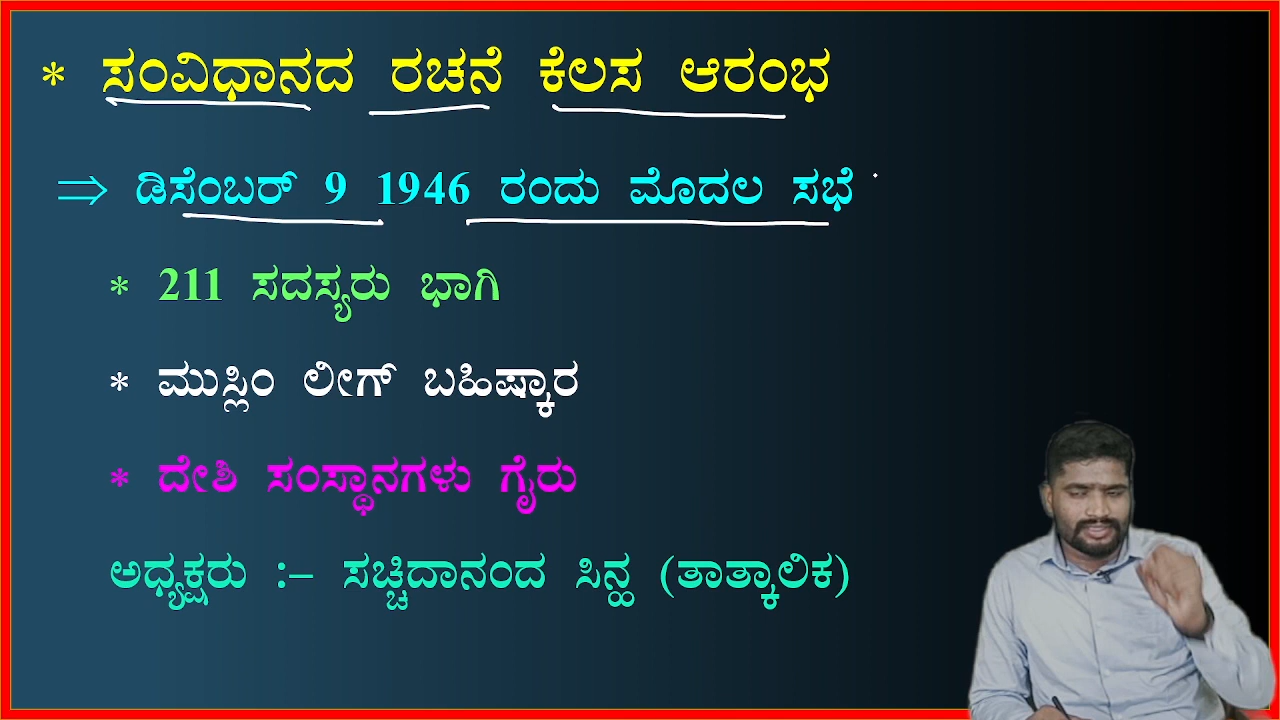 * ಸಂವಿಧಾನದ ರಚನೆ ಕೆಲಸ ಆರಂಭ
⇒ ಡಿಸೆಂಬರ್ 9 1946 ರಂದು ಮೊದಲ ಸಭೆ
* 211 ಸದಸ್ಯರು ಭಾಗಿ
* ಮುಸ್ಲಿಂ ಲೀಗ್ ಬಹಿಷ್ಕಾರ
* ದೇಶಿ ಸಂಸ್ಥಾನಗಳು ಗೈರು
ಅಧ್ಯಕ್ಷರು :– ಸಚ್ಚಿದಾನಂದ ಸಿನ್ಹ (ತಾತ್ಕಾಲಿಕ)